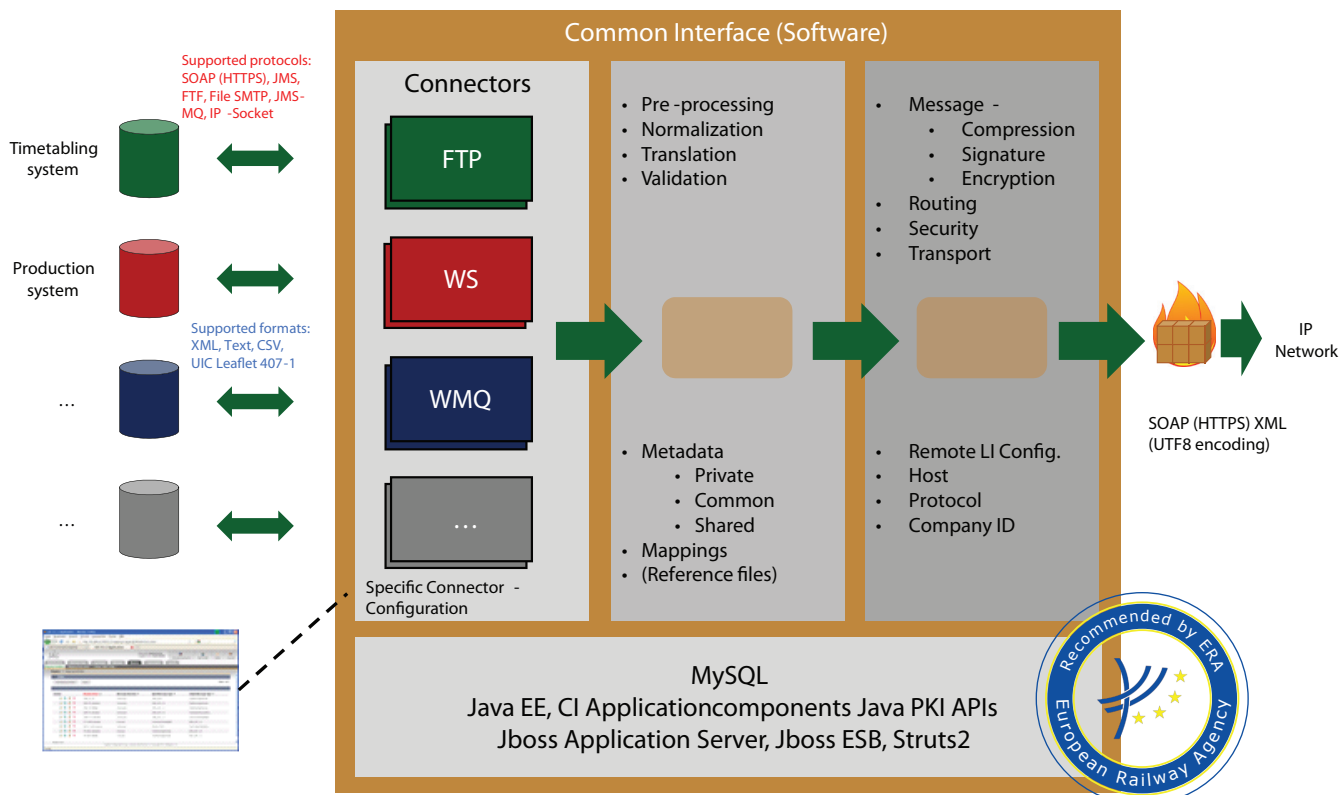 Common Interface (Software)
Supported protocols:
SOAP (HTTPS), JMS,
FTF, File SMTP, JMS-
MQ, IP -Socket
Timetabling
system
Production
system
Supported formats:
XML, Text, CSV,
UIC Leaflet 407-1
...
...
Connectors
FTP
WS
WMQ
...
Specific Connector -
Configuration
• Pre -processing
• Normalization
• Translation
• Validation
• Metadata
• Private
• Common
• Shared
• Mappings
• (Reference files)
• Message -
• Compression
• Signature
• Encryption
• Routing
• Security
• Transport
• Remote LI Config.
• Host
• Protocol
• Company ID
IP
Network
SOAP (HTTPS) XML
(UTF8 encoding)
MySQL
Java EE, CI Applicationcomponents Java PKI APIs
Jboss Application Server, Jboss ESB, Struts2
Recommended by ERA
European Railway Agency